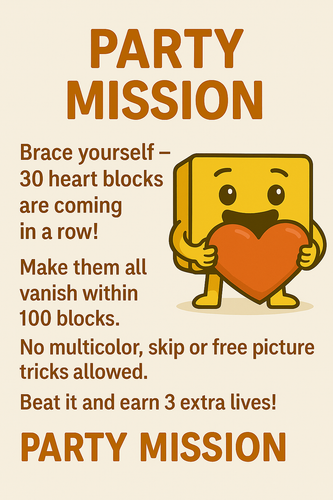 PARTY
MISSION
Brace yourself –
30 heart blocks
are coming
in a row!
Make them all
vanish within
100 blocks.
No multicolor, skip or free picture
tricks allowed.
Beat it and earn 3 extra lives!
PARTY MISSION